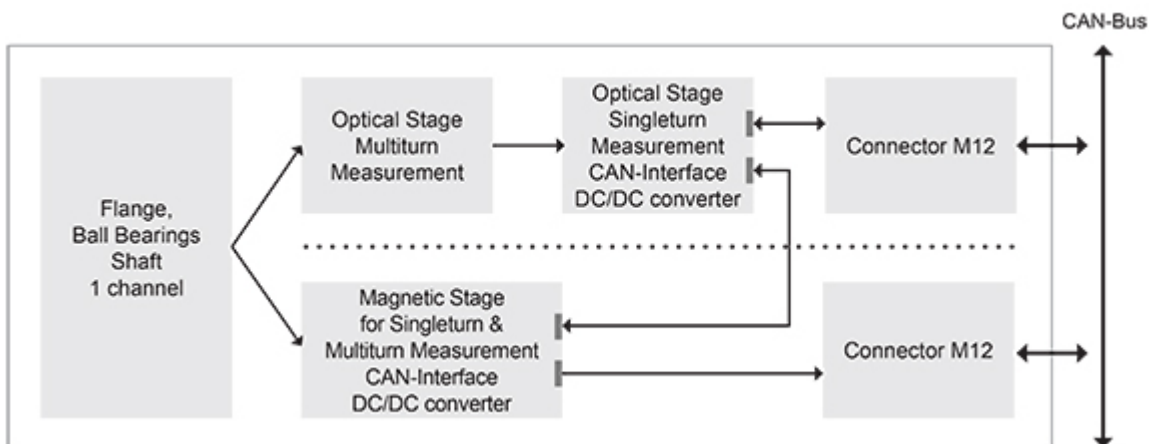 CAN-Bus
Flange,
Ball Bearings
Shaft
1 channel
Optical Stage
Multiturn
Measurement
Optical Stage
Singleturn
Measurement
CAN-Interface
DC/DC converter
Connector M12
Magnetic Stage
for Singleturn &
Multiturn Measurement
CAN-Interface
DC/DC converter
Connector M12